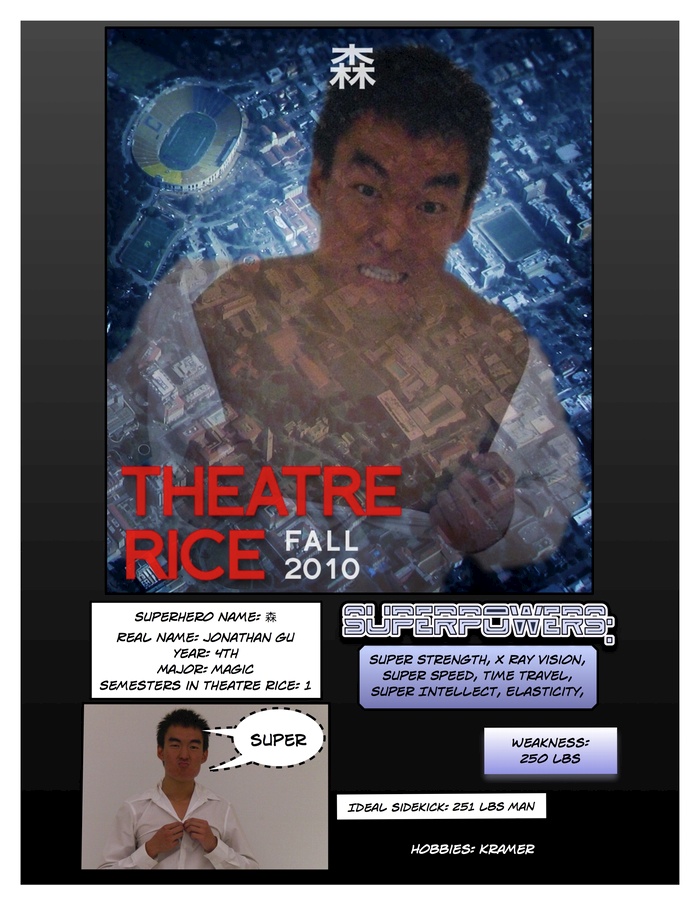 森
THEATRE
RICE FALL
2010
SUPERHERO NAME: 森
REAL NAME: JONATHAN GU
YEAR: 4TH
MAJOR: MAGIC
SEMESTERS IN THEATRE RICE: 1
SUPERPOWERS:
SUPER STRENGTH, X RAY VISION,
SUPER SPEED, TIME TRAVEL,
SUPER INTELLECT, ELASTICITY,
SUPER
WEAKNESS:
250 LBS
IDEAL SIDEKICK: 251 LBS MAN
HOBBIES: KRAMER